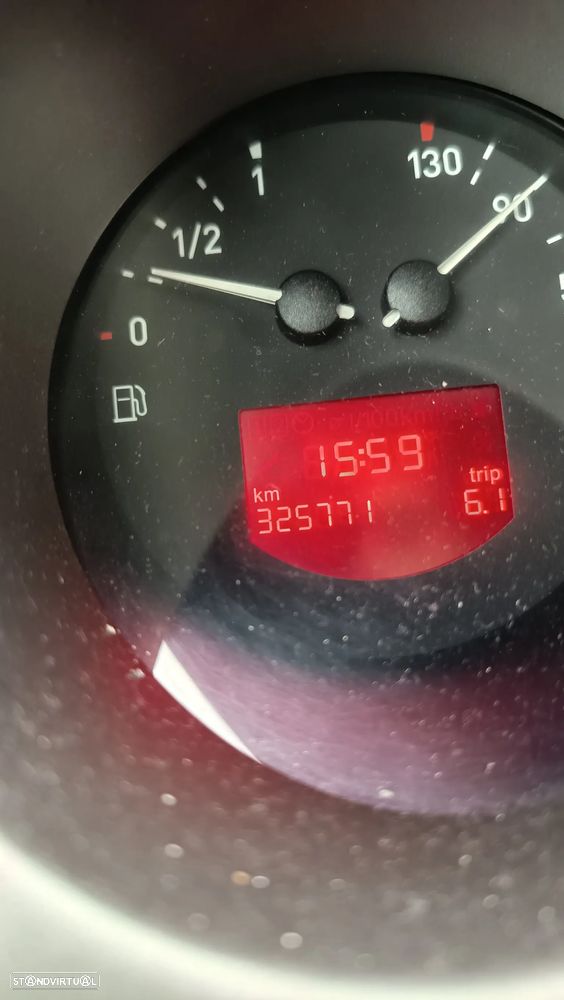 130
1
90
1/2
0
15:59
km
trip
325771
6.1
STANDVIRTUAL